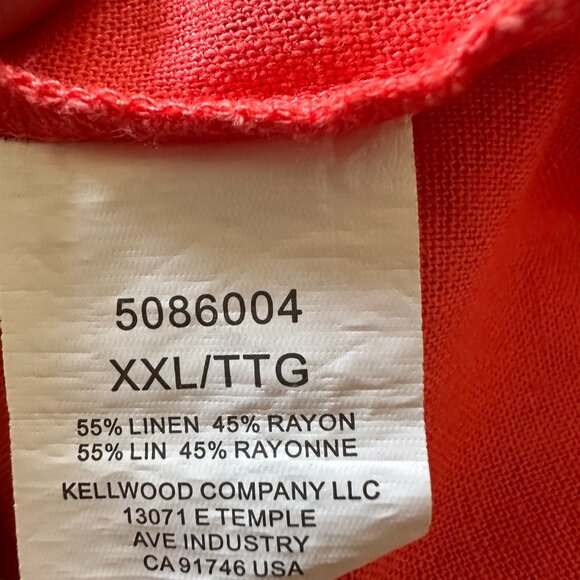 5086004
XXL/TTG
55% LINEN 45% RAYON
55% LIN 45% RAYONNE
KELLWOOD COMPANY LLC
13071 E TEMPLE
AVE INDUSTRY
CA 91746 USA